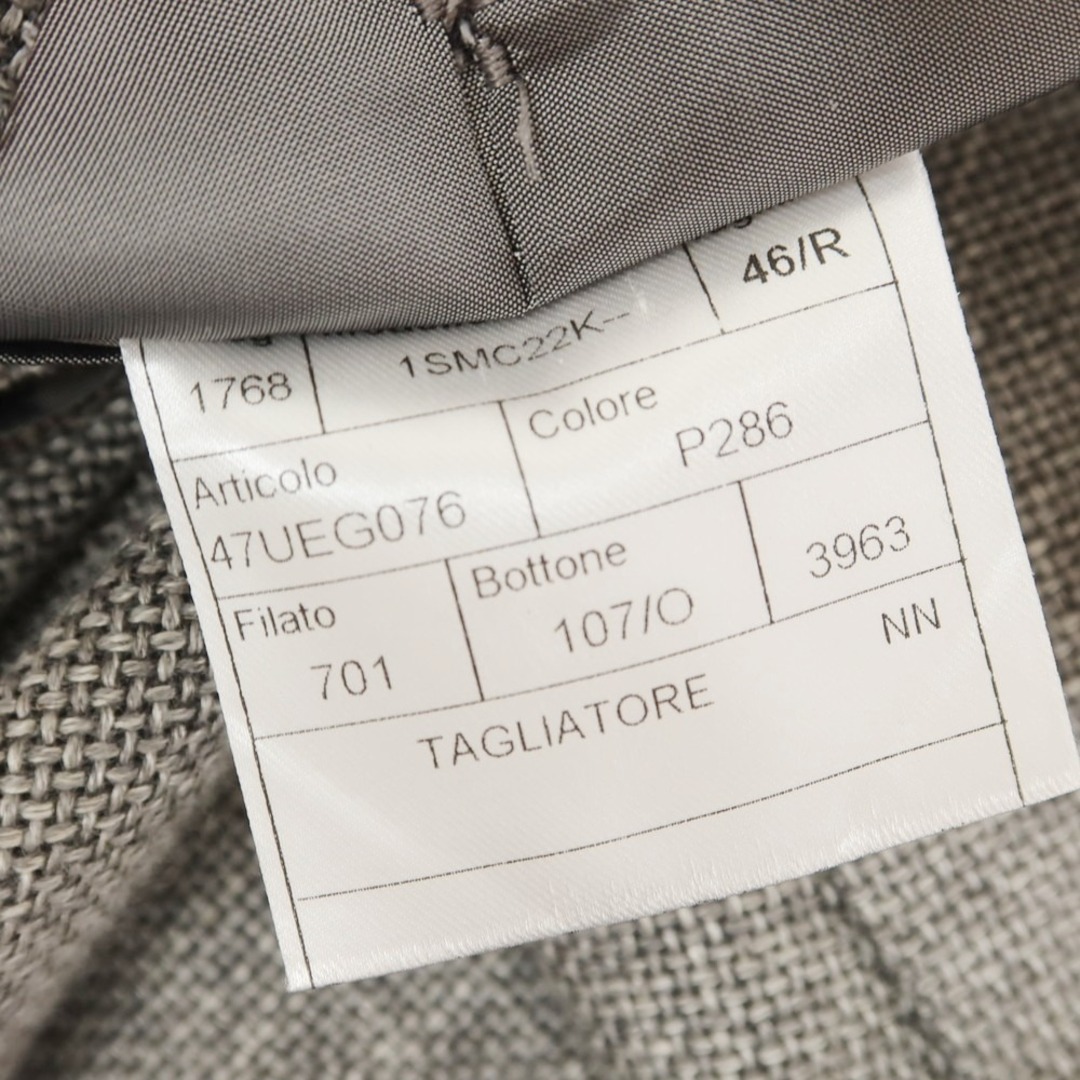 46/R
1768
1SMC22K--
Articolo
47UEG076
Colore
P286
Filato
701
Bottone
107/O
3963
NN
TAGLIATORE